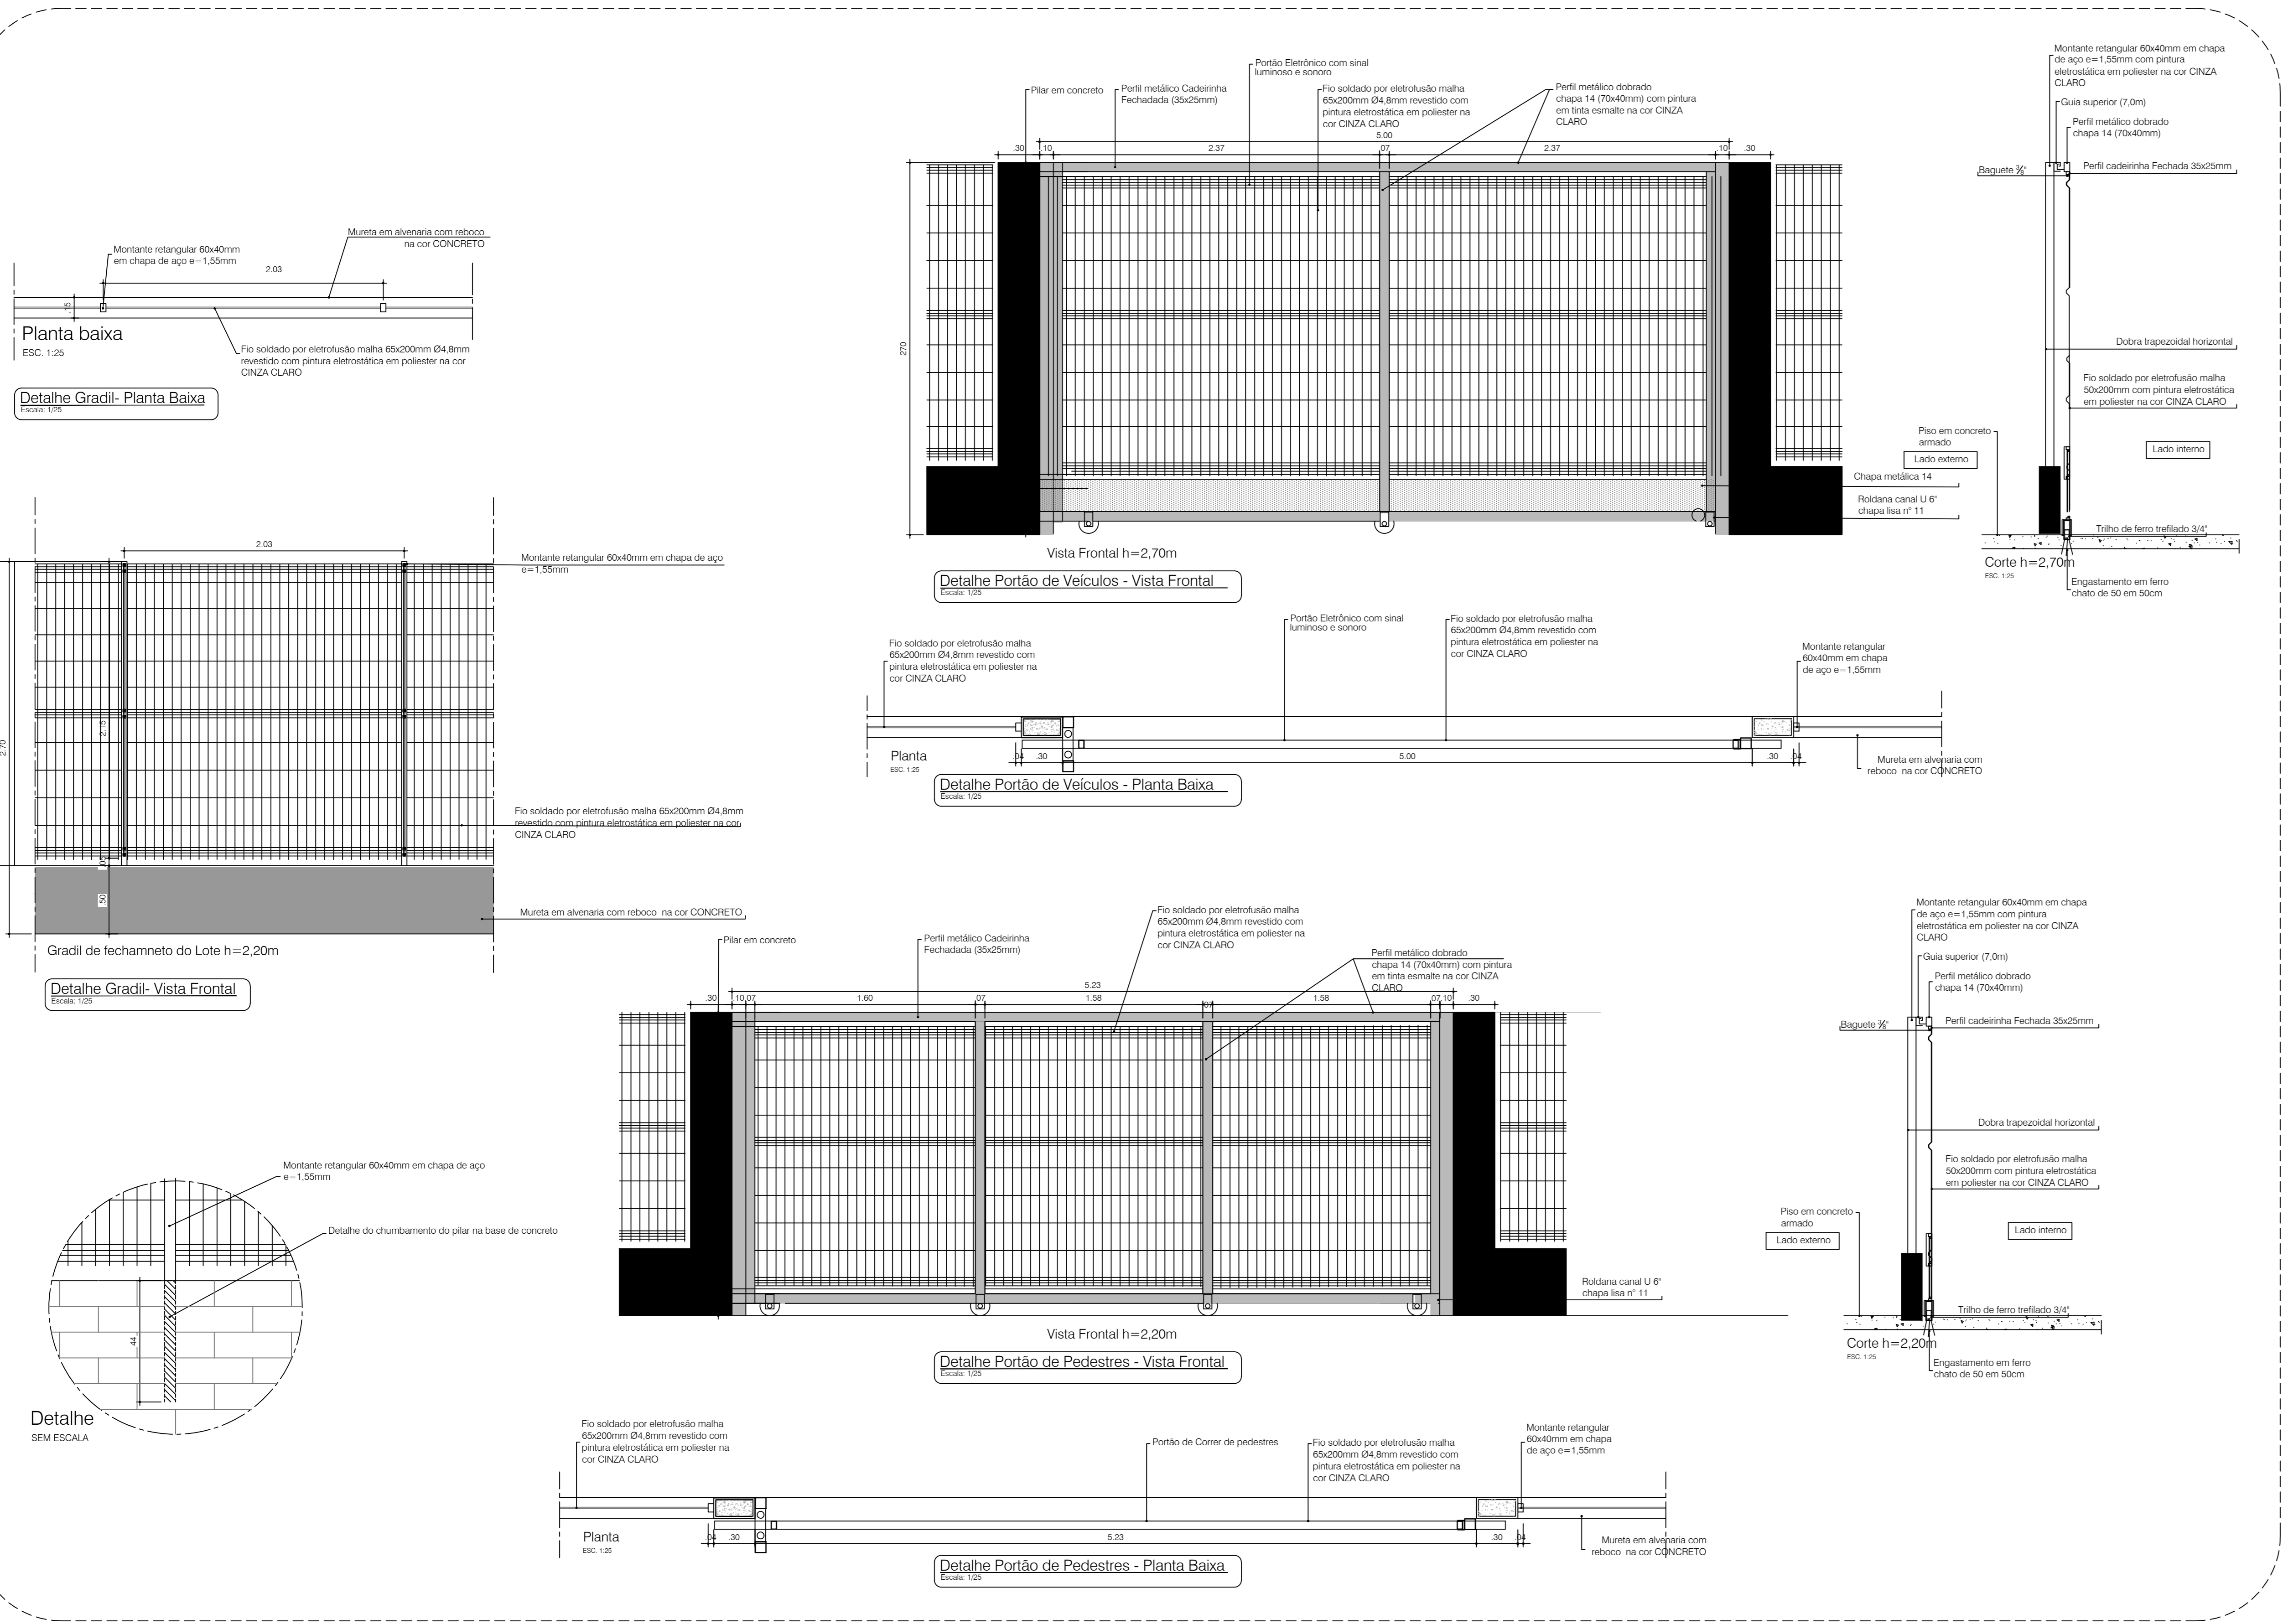 Montante retangular 60x40mm
em chapa de aço e=1,55mm
Mureta em alvenaria com reboco
na cor CONCRETO
2.03
.15
Planta baixa
ESC. 1:25
Fio soldado por eletrofusão malha 65x200mm Ø4,8mm
revestido com pintura eletrostática em poliester na cor
CINZA CLARO
Detalhe Gradil- Planta Baixa
Escala: 1/25
2.03
Montante retangular 60x40mm em chapa de aço
e=1,55mm
2.70
2.15
.05
.50
Fio soldado por eletrofusão malha 65x200mm Ø4,8mm
revestido com pintura eletrostática em poliester na cor
CINZA CLARO
Mureta em alvenaria com reboco  na cor CONCRETO
Gradil de fechamneto do Lote h=2,20m
Detalhe Gradil- Vista Frontal
Escala: 1/25
Montante retangular 60x40mm em chapa de aço
e=1,55mm
Detalhe do chumbamento do pilar na base de concreto
.44
Detalhe
SEM ESCALA
Pilar em concreto
Perfil metálico Cadeirinha
Fechadada (35x25mm)
Portão Eletrônico com sinal
luminoso e sonoro
Fio soldado por eletrofusão malha
65x200mm Ø4,8mm revestido com
pintura eletrostática em poliester na
cor CINZA CLARO
Perfil metálico dobrado
chapa 14 (70x40mm) com pintura
em tinta esmalte na cor CINZA
CLARO
5.00
.30 .10 2.37 .07 2.37 .10 .30
270
Chapa metálica 14
Roldana canal U 6"
chapa lisa n° 11
Vista Frontal h=2,70m
Detalhe Portão de Veículos - Vista Frontal
Escala: 1/25
Montante retangular 60x40mm em chapa
de aço e=1,55mm com pintura
eletrostática em poliester na cor CINZA
CLARO
Guia superior (7,0m)
Perfil metálico dobrado
chapa 14 (70x40mm)
Baguete ⅜"
Perfil cadeirinha Fechada 35x25mm
Dobra trapezoidal horizontal
Fio soldado por eletrofusão malha
50x200mm com pintura eletrostática
em poliester na cor CINZA CLARO
Piso em concreto
armado
Lado externo
Lado interno
Trilho de ferro trefilado 3/4"
Corte h=2,70m
ESC. 1:25
Engastamento em ferro
chato de 50 em 50cm
Fio soldado por eletrofusão malha
65x200mm Ø4,8mm revestido com
pintura eletrostática em poliester na
cor CINZA CLARO
Portão Eletrônico com sinal
luminoso e sonoro
Fio soldado por eletrofusão malha
65x200mm Ø4,8mm revestido com
pintura eletrostática em poliester na
cor CINZA CLARO
Montante retangular
60x40mm em chapa
de aço e=1,55mm
Planta
ESC. 1:25
.04 .30 5.00 .30 .04
Mureta em alvenaria com
reboco  na cor CONCRETO
Detalhe Portão de Veículos - Planta Baixa
Escala: 1/25
Pilar em concreto
Perfil metálico Cadeirinha
Fechadada (35x25mm)
Fio soldado por eletrofusão malha
65x200mm Ø4,8mm revestido com
pintura eletrostática em poliester na
cor CINZA CLARO
Perfil metálico dobrado
chapa 14 (70x40mm) com pintura
em tinta esmalte na cor CINZA
CLARO
5.23
.30 .10 .07 1.60 .07 1.58 .07 1.58 .07 .10 .30
Roldana canal U 6"
chapa lisa n° 11
Vista Frontal h=2,20m
Detalhe Portão de Pedestres - Vista Frontal
Escala: 1/25
Montante retangular 60x40mm em chapa
de aço e=1,55mm com pintura
eletrostática em poliester na cor CINZA
CLARO
Guia superior (7,0m)
Perfil metálico dobrado
chapa 14 (70x40mm)
Baguete ⅜"
Perfil cadeirinha Fechada 35x25mm
Dobra trapezoidal horizontal
Fio soldado por eletrofusão malha
50x200mm com pintura eletrostática
em poliester na cor CINZA CLARO
Piso em concreto
armado
Lado externo
Lado interno
Trilho de ferro trefilado 3/4"
Corte h=2,20m
ESC. 1:25
Engastamento em ferro
chato de 50 em 50cm
Fio soldado por eletrofusão malha
65x200mm Ø4,8mm revestido com
pintura eletrostática em poliester na
cor CINZA CLARO
Portão de Correr de pedestres
Fio soldado por eletrofusão malha
65x200mm Ø4,8mm revestido com
pintura eletrostática em poliester na
cor CINZA CLARO
Montante retangular
60x40mm em chapa
de aço e=1,55mm
Planta
ESC. 1:25
.04 .30 5.23 .30 .04
Mureta em alvenaria com
reboco  na cor CONCRETO
Detalhe Portão de Pedestres - Planta Baixa
Escala: 1/25